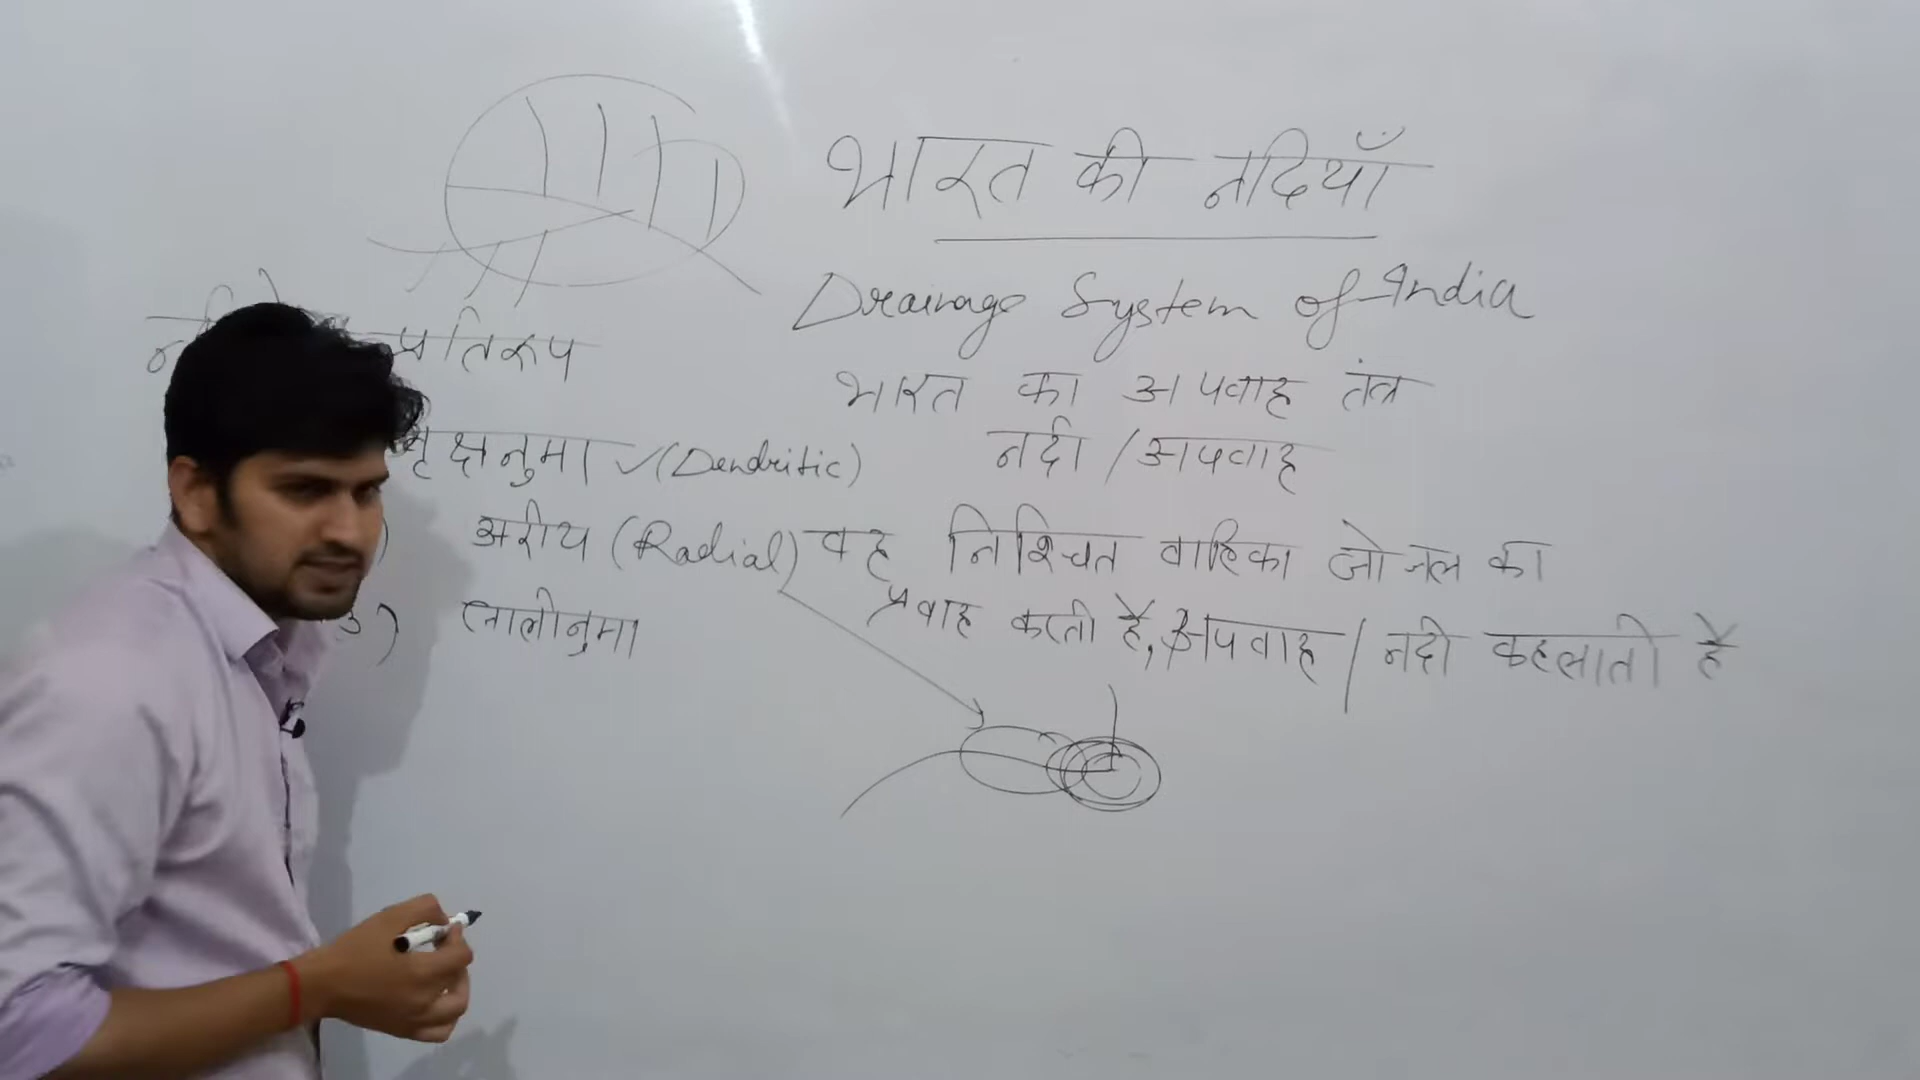 भारत की नदियाँ
Drainage System of India
भारत का अपवाह तंत्र
नदी / अपवाह
वह निश्चित वाहिका जो जल का
प्रवाह करती है, अपवाह / नदी कहलाती है
प्रतिरूप
वृक्षनुमा ✓ (Dendritic)
) अरीय (Radial)
3) जालीनुमा